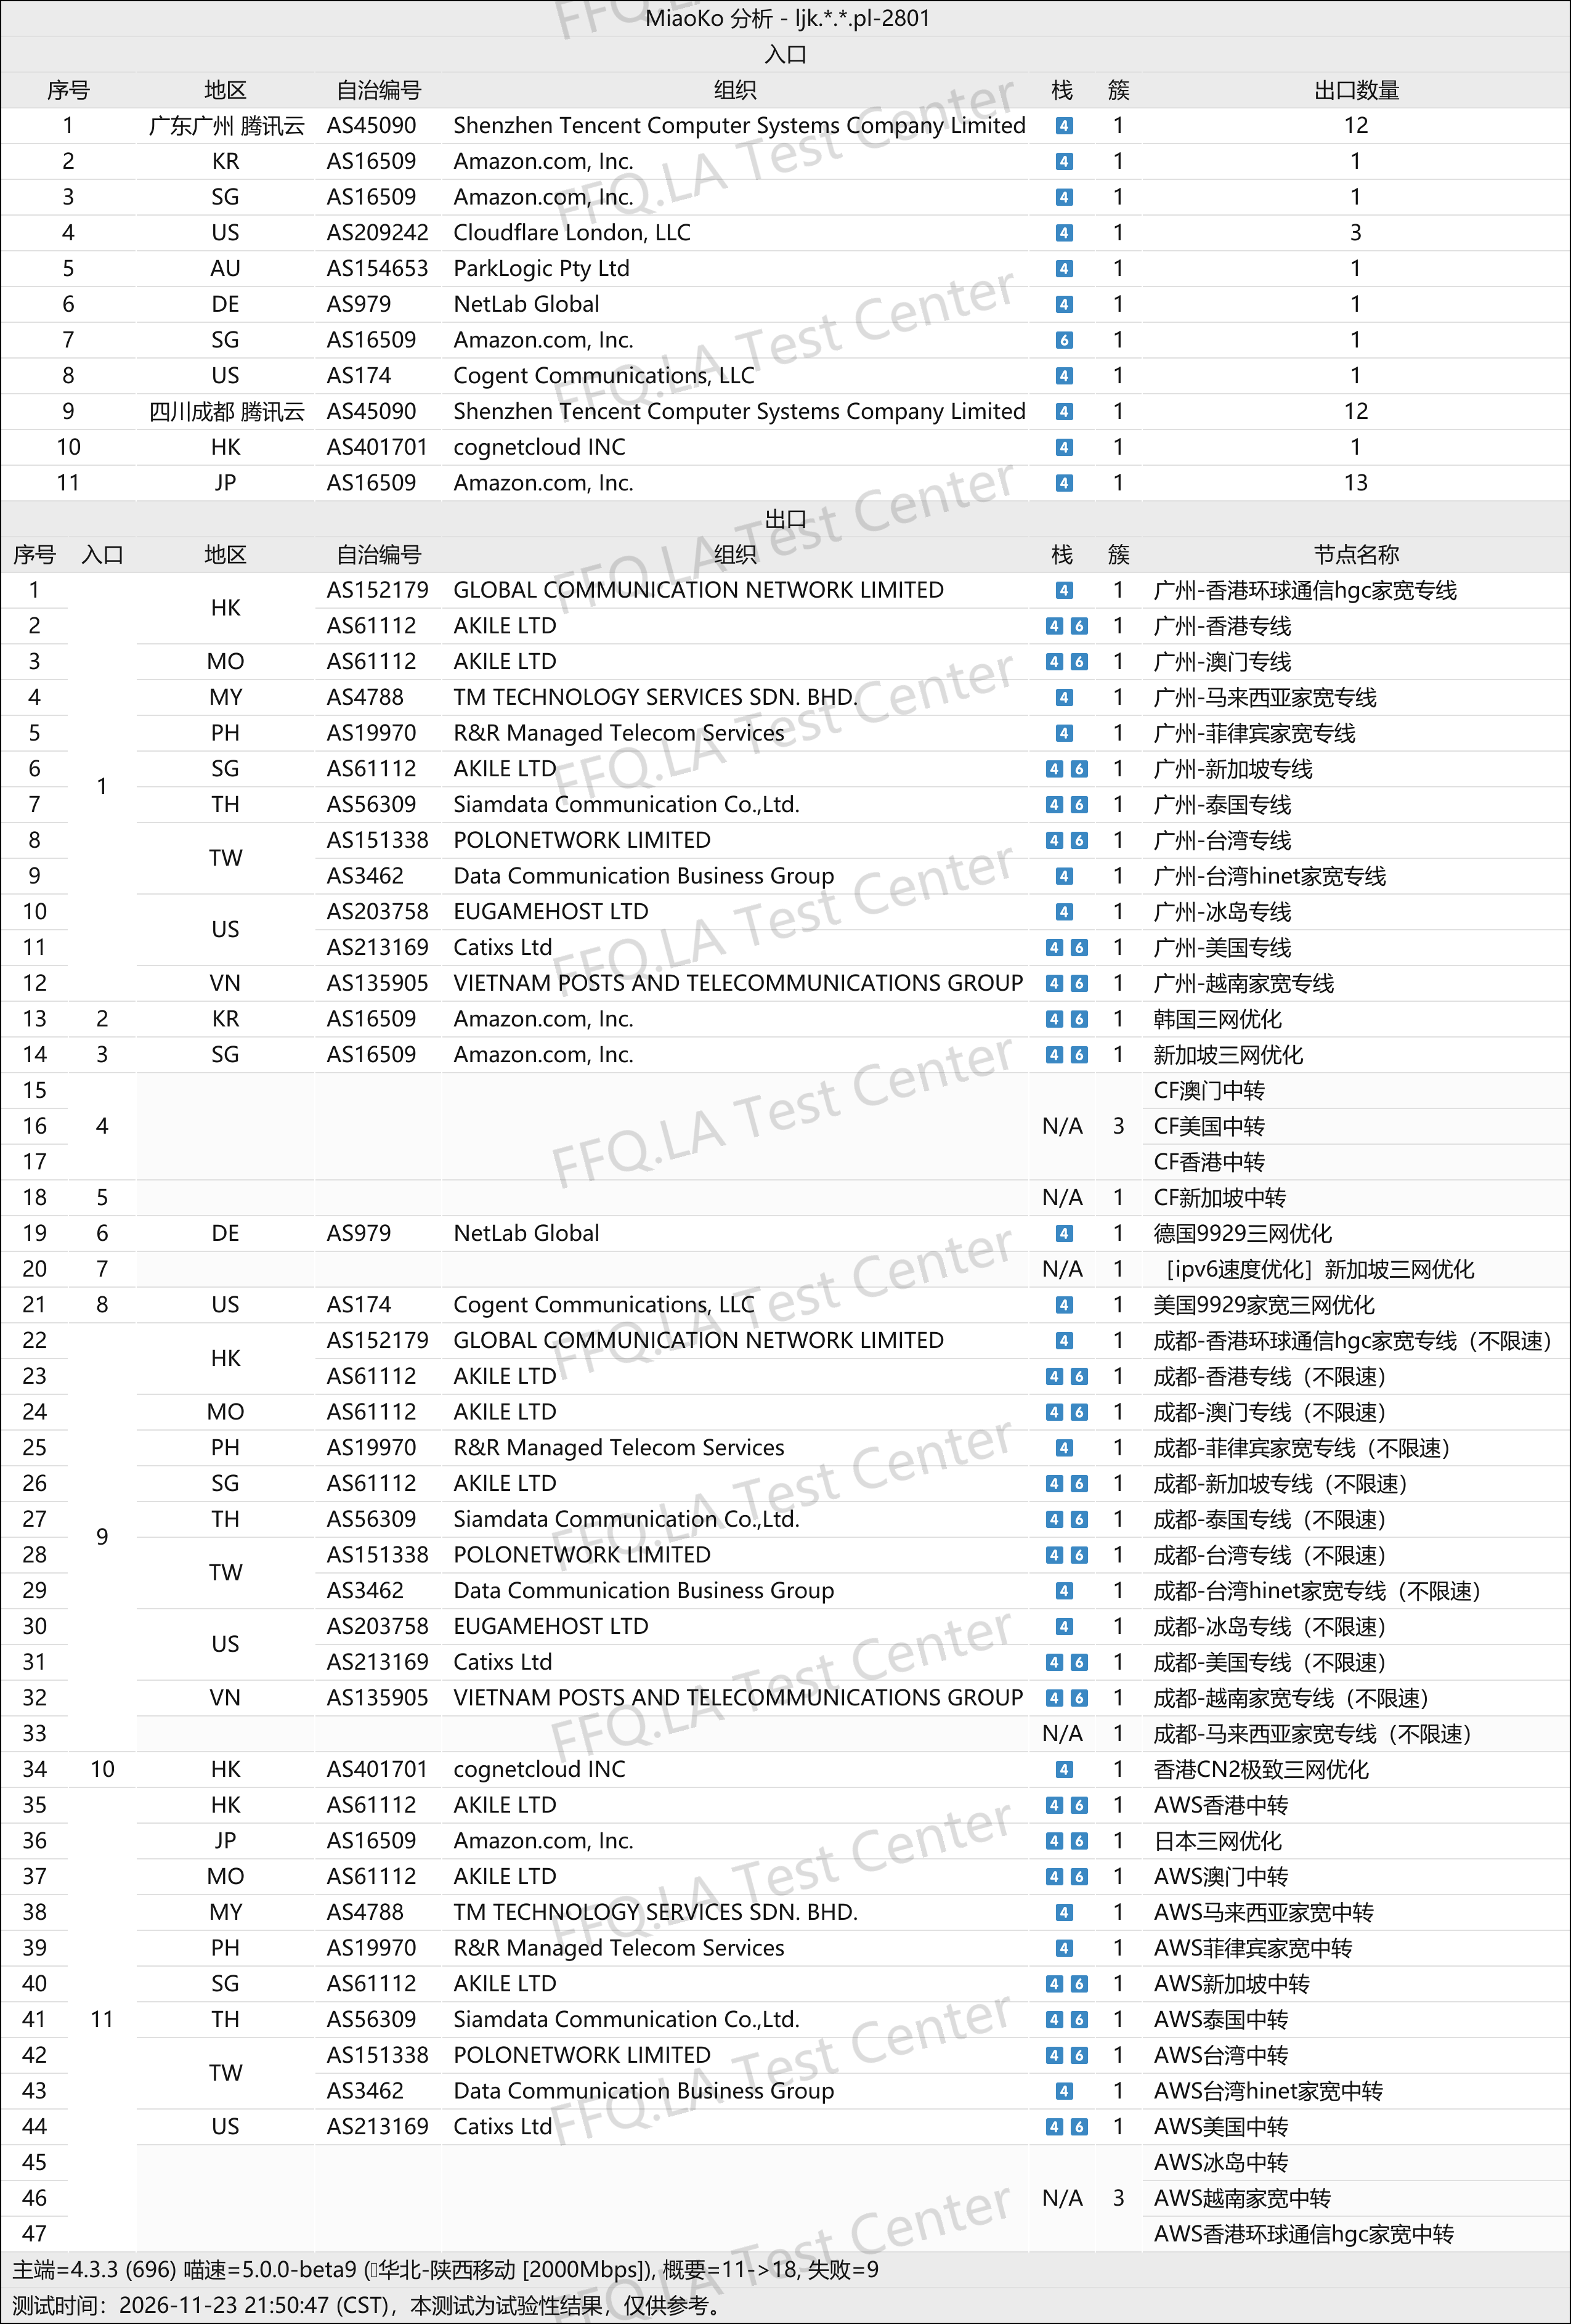 MiaoKo 分析 - ljk.*.*.pl-2801
入口
序号 地区 自治编号 组织 栈 簇 出口数量
1 广东广州 腾讯云 AS45090 Shenzhen Tencent Computer Systems Company Limited 4 1 12
2 KR AS16509 Amazon.com, Inc. 4 1 1
3 SG AS16509 Amazon.com, Inc. 4 1 1
4 US AS209242 Cloudflare London, LLC 4 1 3
5 AU AS154653 ParkLogic Pty Ltd 4 1 1
6 DE AS979 NetLab Global 4 1 1
7 SG AS16509 Amazon.com, Inc. 6 1 1
8 US AS174 Cogent Communications, LLC 4 1 1
9 四川成都 腾讯云 AS45090 Shenzhen Tencent Computer Systems Company Limited 4 1 12
10 HK AS401701 cognetcloud INC 4 1 1
11 JP AS16509 Amazon.com, Inc. 4 1 13
出口
序号 入口 地区 自治编号 组织 栈 簇 节点名称
1 1 HK AS152179 GLOBAL COMMUNICATION NETWORK LIMITED 4 1 广州-香港环球通信hgc家宽专线
2 AS61112 AKILE LTD 4 6 1 广州-香港专线
3 MO AS61112 AKILE LTD 4 6 1 广州-澳门专线
4 MY AS4788 TM TECHNOLOGY SERVICES SDN. BHD. 4 1 广州-马来西亚家宽专线
5 PH AS19970 R&R Managed Telecom Services 4 1 广州-菲律宾家宽专线
6 SG AS61112 AKILE LTD 4 6 1 广州-新加坡专线
7 TH AS56309 Siamdata Communication Co.,Ltd. 4 6 1 广州-泰国专线
8 TW AS151338 POLONETWORK LIMITED 4 6 1 广州-台湾专线
9 AS3462 Data Communication Business Group 4 1 广州-台湾hinet家宽专线
10 US AS203758 EUGAMEHOST LTD 4 1 广州-冰岛专线
11 AS213169 Catixs Ltd 4 6 1 广州-美国专线
12 VN AS135905 VIETNAM POSTS AND TELECOMMUNICATIONS GROUP 4 6 1 广州-越南家宽专线
13 2 KR AS16509 Amazon.com, Inc. 4 6 1 韩国三网优化
14 3 SG AS16509 Amazon.com, Inc. 4 6 1 新加坡三网优化
15 CF澳门中转
16 4 N/A 3 CF美国中转
17 CF香港中转
18 5 N/A 1 CF新加坡中转
19 6 DE AS979 NetLab Global 4 1 德国9929三网优化
20 7 N/A 1 [ipv6速度优化] 新加坡三网优化
21 8 US AS174 Cogent Communications, LLC 4 1 美国9929家宽三网优化
22 9 HK AS152179 GLOBAL COMMUNICATION NETWORK LIMITED 4 1 成都-香港环球通信hgc家宽专线（不限速）
23 AS61112 AKILE LTD 4 6 1 成都-香港专线（不限速）
24 MO AS61112 AKILE LTD 4 6 1 成都-澳门专线（不限速）
25 PH AS19970 R&R Managed Telecom Services 4 1 成都-菲律宾家宽专线（不限速）
26 SG AS61112 AKILE LTD 4 6 1 成都-新加坡专线（不限速）
27 TH AS56309 Siamdata Communication Co.,Ltd. 4 6 1 成都-泰国专线（不限速）
28 TW AS151338 POLONETWORK LIMITED 4 6 1 成都-台湾专线（不限速）
29 AS3462 Data Communication Business Group 4 1 成都-台湾hinet家宽专线（不限速）
30 US AS203758 EUGAMEHOST LTD 4 1 成都-冰岛专线（不限速）
31 AS213169 Catixs Ltd 4 6 1 成都-美国专线（不限速）
32 VN AS135905 VIETNAM POSTS AND TELECOMMUNICATIONS GROUP 4 6 1 成都-越南家宽专线（不限速）
33 N/A 1 成都-马来西亚家宽专线（不限速）
34 10 HK AS401701 cognetcloud INC 4 1 香港CN2极致三网优化
35 11 HK AS61112 AKILE LTD 4 6 1 AWS香港中转
36 JP AS16509 Amazon.com, Inc. 4 6 1 日本三网优化
37 MO AS61112 AKILE LTD 4 6 1 AWS澳门中转
38 MY AS4788 TM TECHNOLOGY SERVICES SDN. BHD. 4 1 AWS马来西亚家宽中转
39 PH AS19970 R&R Managed Telecom Services 4 1 AWS菲律宾家宽中转
40 SG AS61112 AKILE LTD 4 6 1 AWS新加坡中转
41 TH AS56309 Siamdata Communication Co.,Ltd. 4 6 1 AWS泰国中转
42 TW AS151338 POLONETWORK LIMITED 4 6 1 AWS台湾中转
43 AS3462 Data Communication Business Group 4 1 AWS台湾hinet家宽中转
44 US AS213169 Catixs Ltd 4 6 1 AWS美国中转
45 AWS冰岛中转
46 N/A 3 AWS越南家宽中转
47 AWS香港环球通信hgc家宽中转
主端=4.3.3 (696) 喵速=5.0.0-beta9 (华北-陕西移动 [2000Mbps]), 概要=11->18, 失败=9
测试时间：2026-11-23 21:50:47 (CST)，本测试为试验性结果，仅供参考。
FFQ.LA Test Center